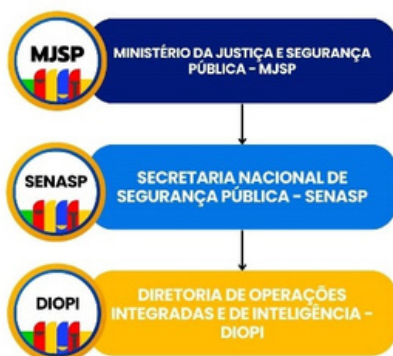 MJSP
MINISTÉRIO DA JUSTIÇA E SEGURANÇA
PÚBLICA - MJSP
SENASP
SECRETARIA NACIONAL DE
SEGURANÇA PÚBLICA - SENASP
DIOPI
DIRETORIA DE OPERAÇÕES
INTEGRADAS E DE INTELIGÊNCIA -
DIOPI